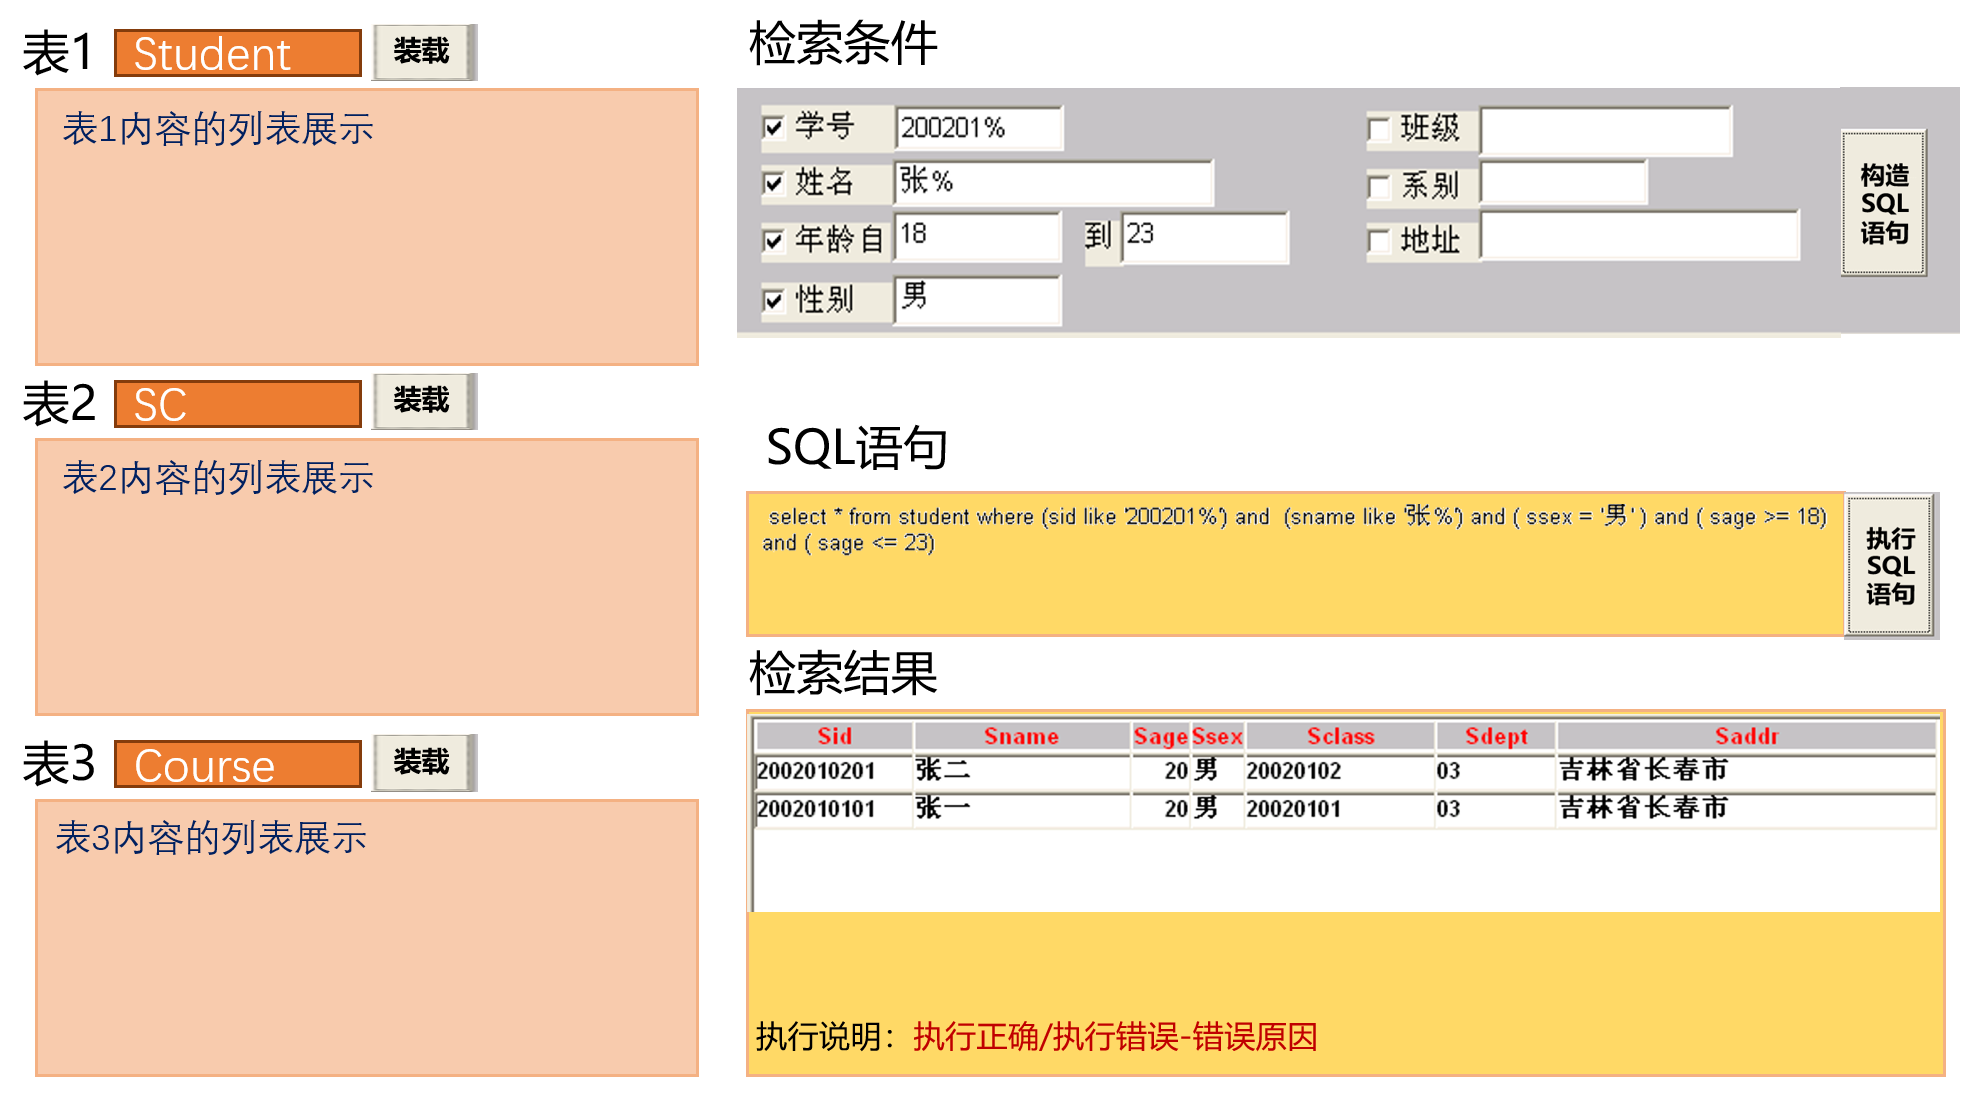 表1 Student 装载
表1内容的列表展示
表2 SC 装载
表2内容的列表展示
表3 Course 装载
表3内容的列表展示
检索条件
学号 200201% 班级
姓名 张% 系别
年龄自 18 到 23 地址
性别 男
构造
SQL
语句
SQL语句
select * from student where (sid like '200201%') and (sname like '张%') and ( ssex = '男' ) and ( sage >= 18)
and ( sage <= 23)
执行
SQL
语句
检索结果
Sid Sname Sage Ssex Sclass Sdept Saddr
2002010201 张二 20 男 20020102 03 吉林省长春市
2002010101 张一 20 男 20020101 03 吉林省长春市
执行说明：执行正确/执行错误-错误原因